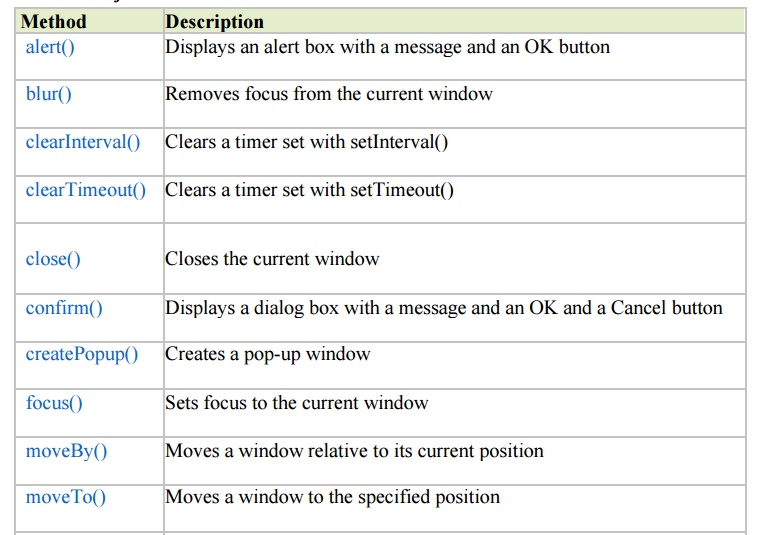 Method Description
alert() Displays an alert box with a message and an OK button
blur() Removes focus from the current window
clearInterval() Clears a timer set with setInterval()
clearTimeout() Clears a timer set with setTimeout()
close() Closes the current window
confirm() Displays a dialog box with a message and an OK and a Cancel button
createPopup() Creates a pop-up window
focus() Sets focus to the current window
moveBy() Moves a window relative to its current position
moveTo() Moves a window to the specified position